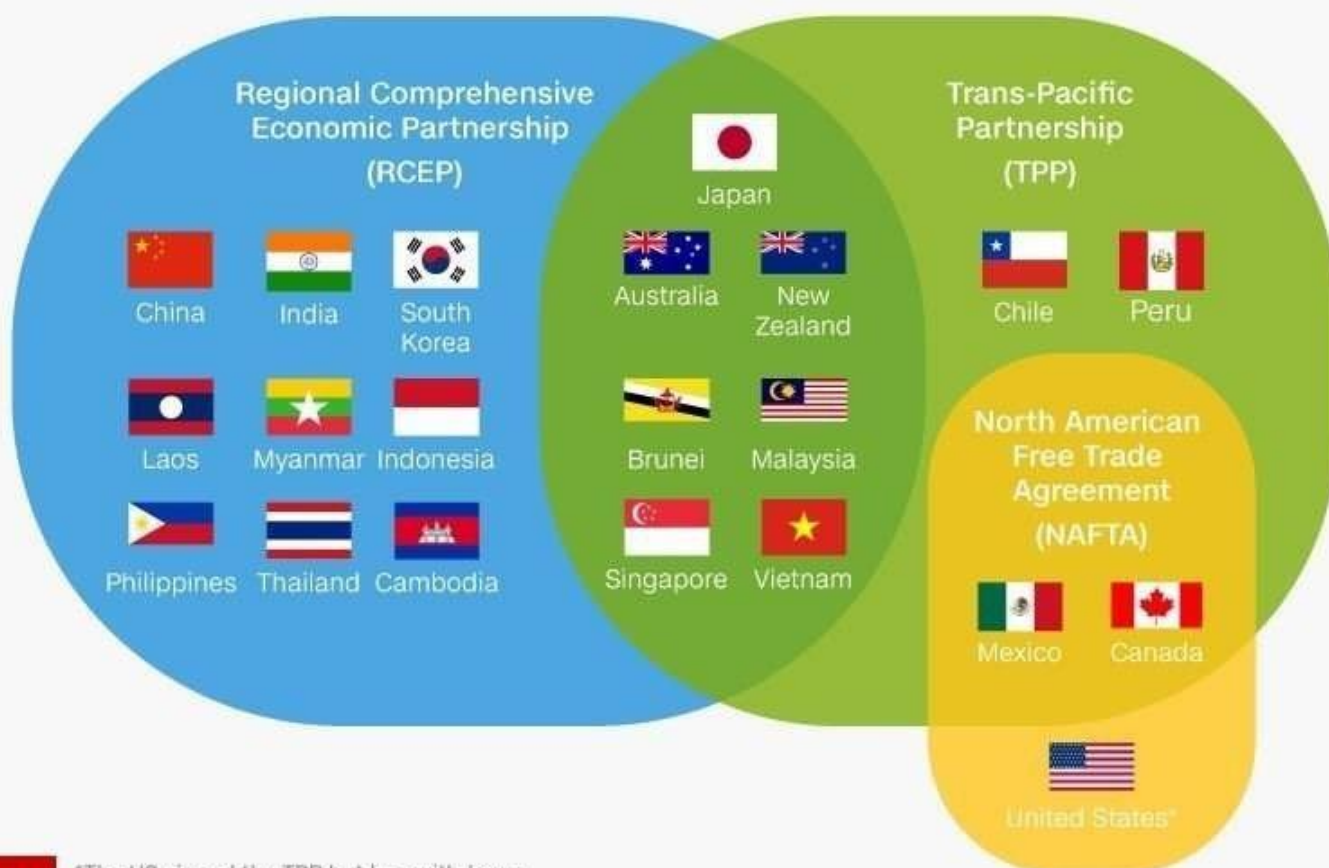 Regional Comprehensive
Economic Partnership
(RCEP)
Trans-Pacific
Partnership
(TPP)
Japan
China
India
South
Korea
Australia
New
Zealand
Chile
Peru
Laos
Myanmar
Indonesia
Brunei
Malaysia
North American
Free Trade
Agreement
(NAFTA)
Philippines
Thailand
Cambodia
Singapore
Vietnam
Mexico
Canada
United States*